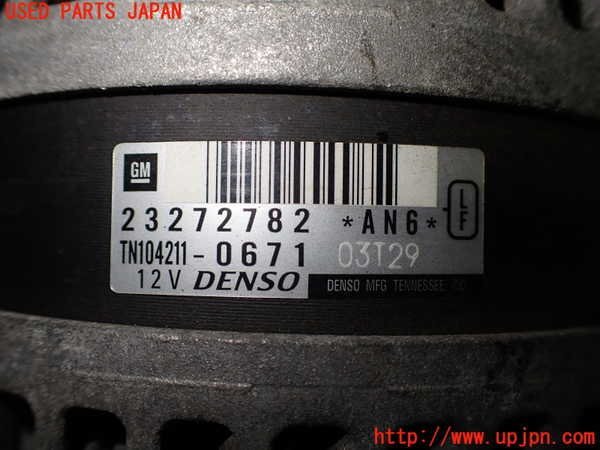 USED PARTS JAPAN
GM
23272782 *AN6* LF
TN104211-0671 03T29
12V DENSO DENSO MFG TENNESSEE,
http://www.upjpn.com/